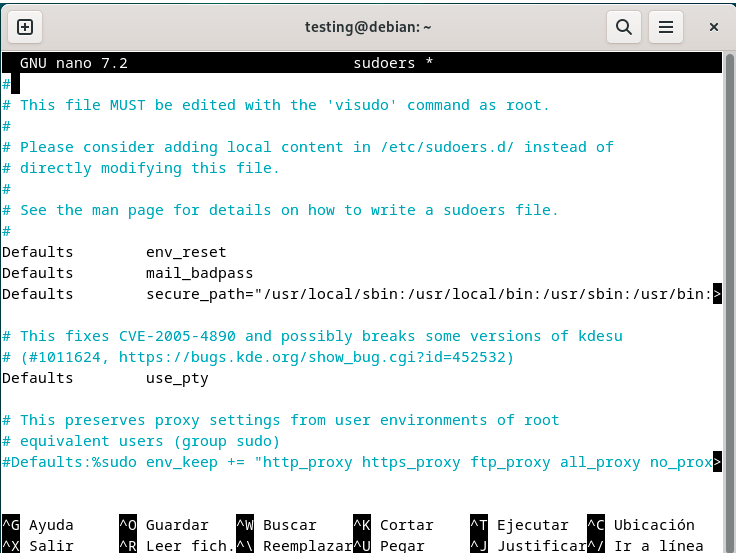 testing@debian: ~
GNU nano 7.2 sudoers *
#
# This file MUST be edited with the 'visudo' command as root.
#
# Please consider adding local content in /etc/sudoers.d/ instead of
# directly modifying this file.
#
# See the man page for details on how to write a sudoers file.
#
Defaults env_reset
Defaults mail_badpass
Defaults secure_path="/usr/local/sbin:/usr/local/bin:/usr/sbin:/usr/bin:>
# This fixes CVE-2005-4890 and possibly breaks some versions of kdesu
# (#1011624, https://bugs.kde.org/show_bug.cgi?id=452532)
Defaults use_pty
# This preserves proxy settings from user environments of root
# equivalent users (group sudo)
#Defaults:%sudo env_keep += "http_proxy https_proxy ftp_proxy all_proxy no_prox>
^G Ayuda ^O Guardar ^W Buscar ^K Cortar ^T Ejecutar ^C Ubicación
^X Salir ^R Leer fich. ^\ Reemplazar ^U Pegar ^J Justificar ^/ Ir a línea